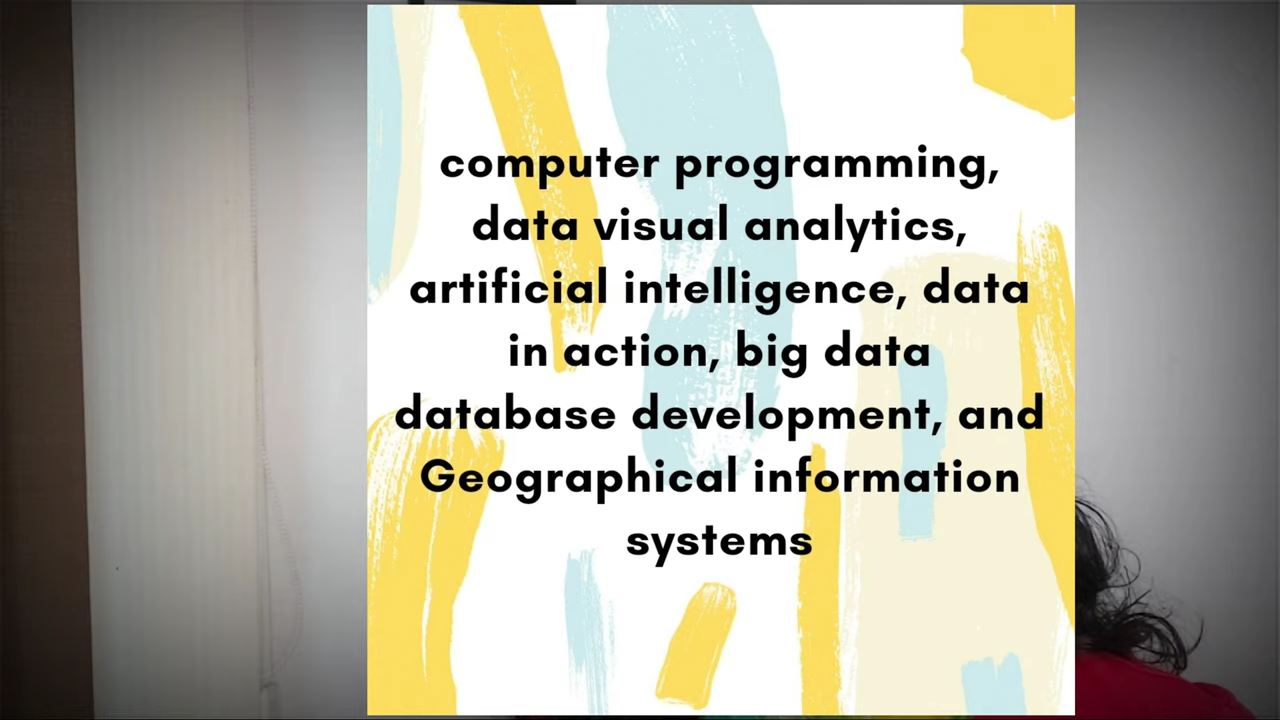 computer programming,
data visual analytics,
artificial intelligence, data
in action, big data
database development, and
Geographical information
systems